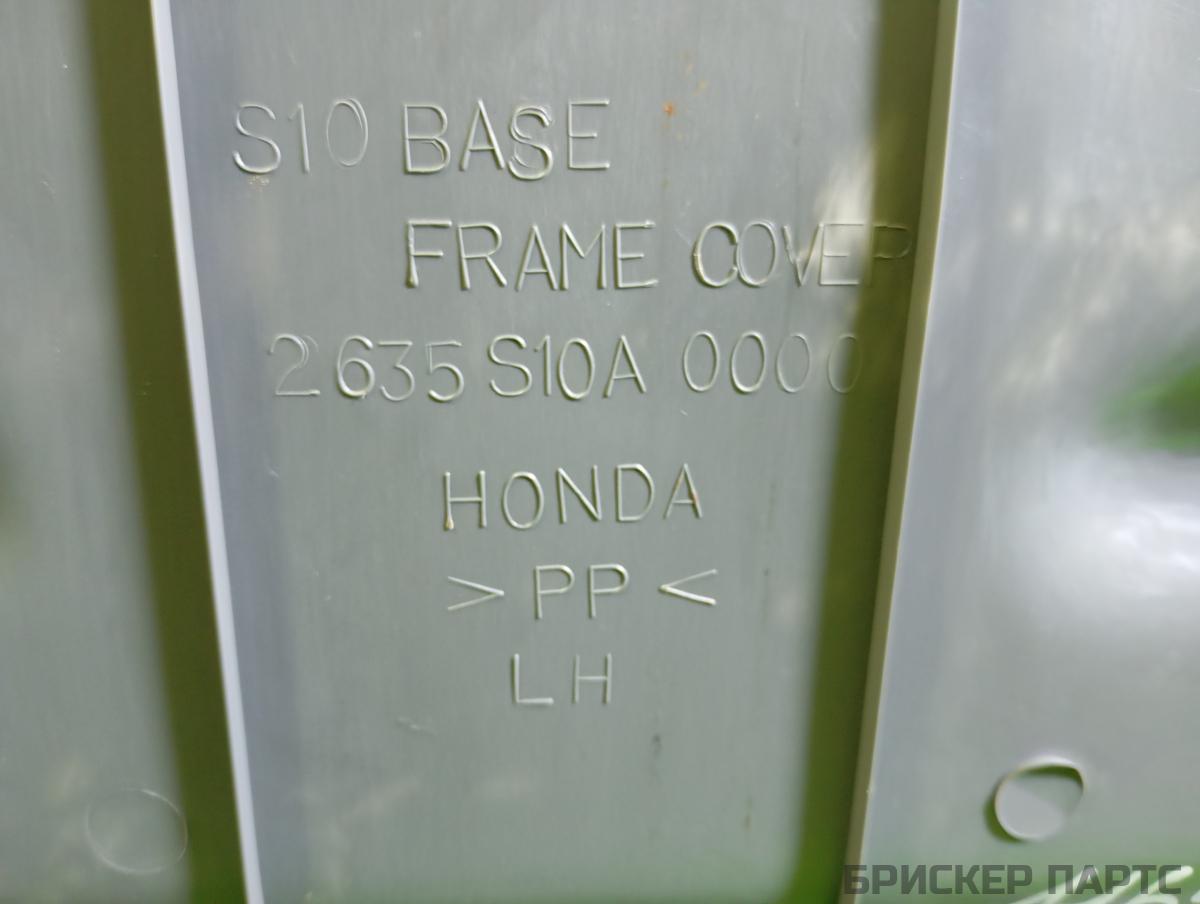 S10 BASE
FRAME COVER
2635 S10A 0000
HONDA
>PP<
LH
БРИСКЕР ПАРТС